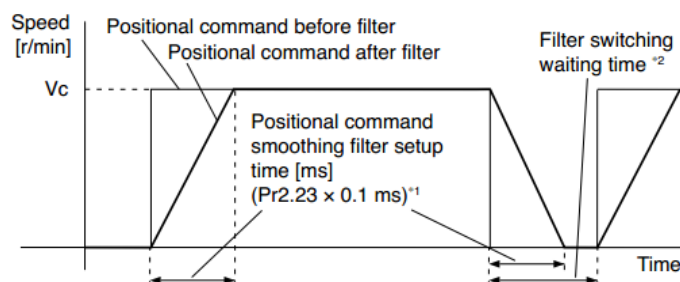 Speed
[r/min]
Positional command before filter
Positional command after filter
Filter switching
waiting time *2
Vc
Positional command
smoothing filter setup
time [ms]
(Pr2.23 × 0.1 ms)*1
Time